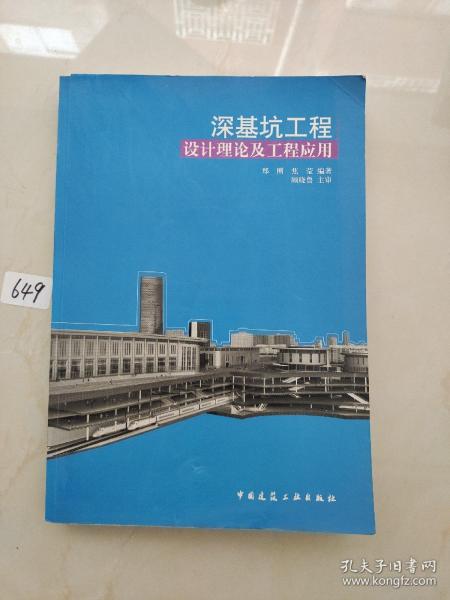 深基坑工程
设计理论及工程应用
郑 刚 焦 莹 编著
顾晓鲁 主审
649
中国建筑工业出版社
孔夫子旧书网
www.kongfz.com